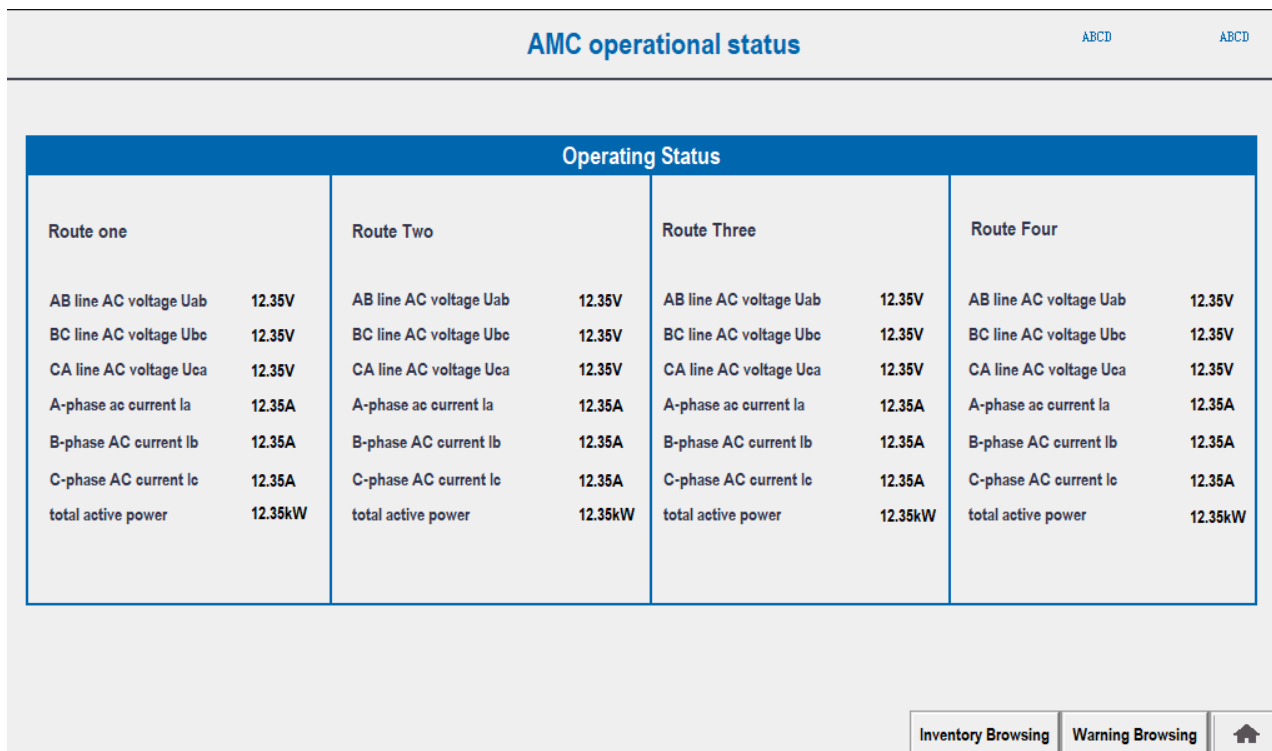 AMC operational status
ABCD
ABCD
Operating Status
Route one
AB line AC voltage Uab 12.35V
BC line AC voltage Ubc 12.35V
CA line AC voltage Uca 12.35V
A-phase ac current Ia 12.35A
B-phase AC current Ib 12.35A
C-phase AC current Ic 12.35A
total active power 12.35kW
Route Two
AB line AC voltage Uab 12.35V
BC line AC voltage Ubc 12.35V
CA line AC voltage Uca 12.35V
A-phase ac current Ia 12.35A
B-phase AC current Ib 12.35A
C-phase AC current Ic 12.35A
total active power 12.35kW
Route Three
AB line AC voltage Uab 12.35V
BC line AC voltage Ubc 12.35V
CA line AC voltage Uca 12.35V
A-phase ac current Ia 12.35A
B-phase AC current Ib 12.35A
C-phase AC current Ic 12.35A
total active power 12.35kW
Route Four
AB line AC voltage Uab 12.35V
BC line AC voltage Ubc 12.35V
CA line AC voltage Uca 12.35V
A-phase ac current Ia 12.35A
B-phase AC current Ib 12.35A
C-phase AC current Ic 12.35A
total active power 12.35kW
Inventory Browsing
Warning Browsing